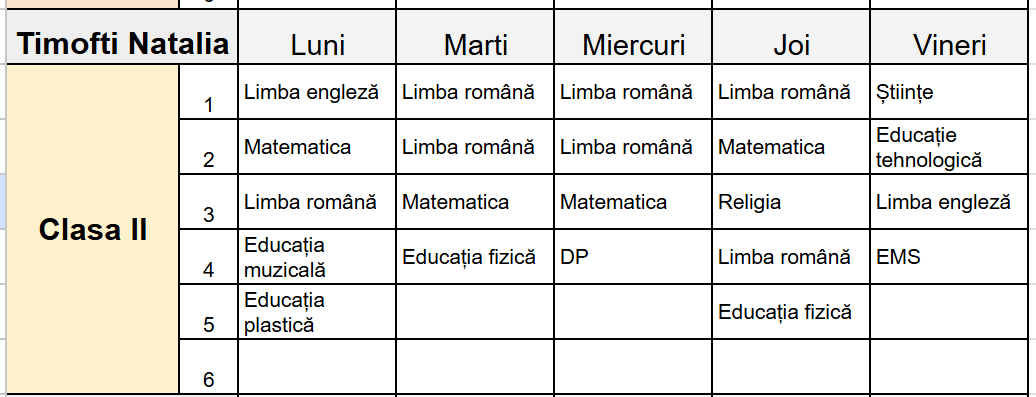 Timofti Natalia Luni Marti Miercuri Joi Vineri
Clasa II
1 Limba engleză Limba română Limba română Limba română Științe
2 Matematica Limba română Limba română Matematica Educație
tehnologică
3 Limba română Matematica Matematica Religia Limba engleză
4 Educația
muzicală Educația fizică DP Limba română EMS
5 Educația
plastică Educația fizică
6